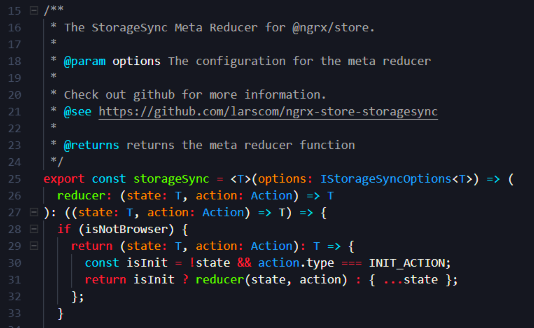 15 /**
16  * The StorageSync Meta Reducer for @ngrx/store.
17  *
18  * @param options The configuration for the meta reducer
19  *
20  * Check out github for more information.
21  * @see https://github.com/larscom/ngrx-store-storagesync
22  *
23  * @returns returns the meta reducer function
24  */
25 export const storageSync = <T>(options: IStorageSyncOptions<T>) => (
26   reducer: (state: T, action: Action) => T
27 ): ((state: T, action: Action) => T) => {
28   if (isNotBrowser) {
29     return (state: T, action: Action): T => {
30       const isInit = !state && action.type === INIT_ACTION;
31       return isInit ? reducer(state, action) : { ...state };
32     };
33   }